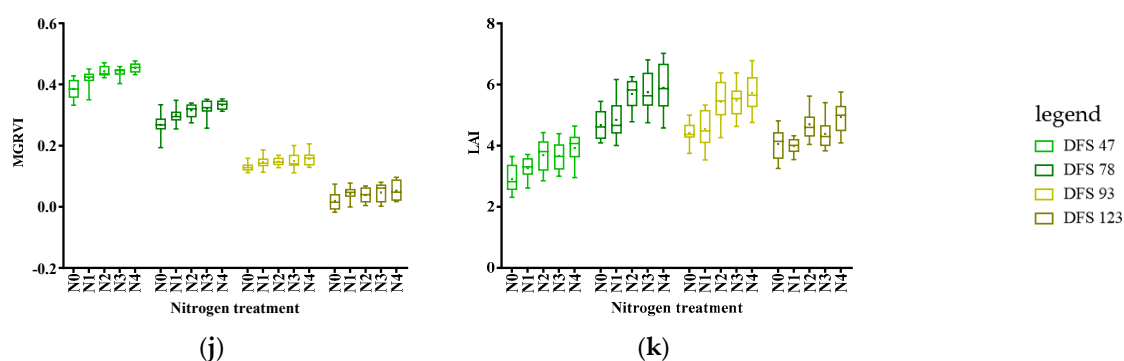 0.6
0.4
0.2
0.0
-0.2
MGRVI
N0 N1 N2 N3 N4 N0 N1 N2 N3 N4 N0 N1 N2 N3 N4 N0 N1 N2 N3 N4
Nitrogen treatment
(j)
8
6
4
2
0
LAI
N0 N1 N2 N3 N4 N0 N1 N2 N3 N4 N0 N1 N2 N3 N4 N0 N1 N2 N3 N4
Nitrogen treatment
(k)
legend
DFS 47
DFS 78
DFS 93
DFS 123